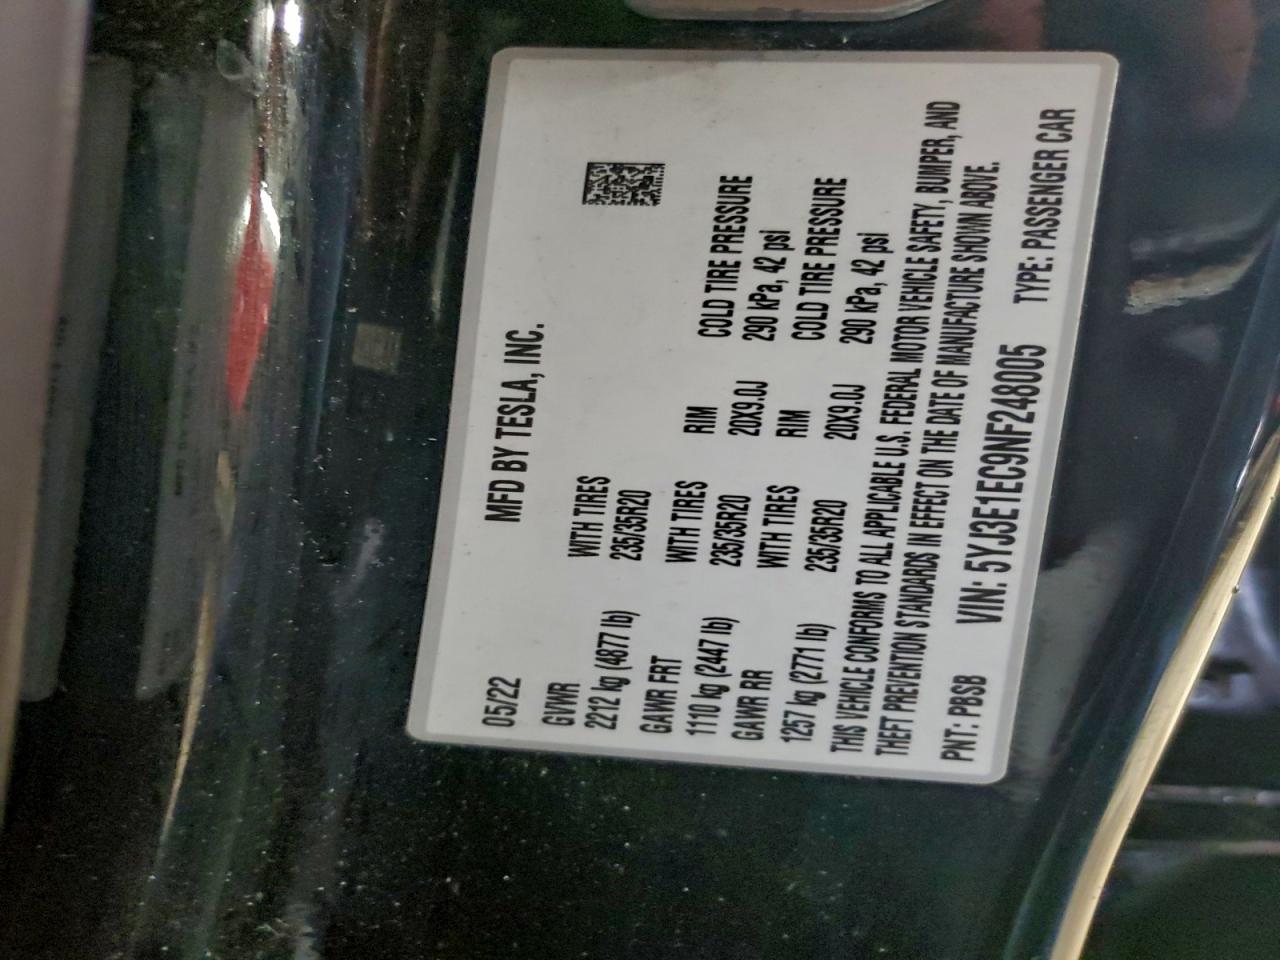 05/22 MFD BY TESLA, INC.
GVWR WITH TIRES
2212 kg (4877 lb) 235/35R20
GAWR FRT WITH TIRES RIM COLD TIRE PRESSURE
1110 kg (2447 lb) 235/35R20 20X9.0J 290 kPa, 42 psi
GAWR RR WITH TIRES RIM COLD TIRE PRESSURE
1257 kg (2771 lb) 235/35R20 20X9.0J 290 kPa, 42 psi
THIS VEHICLE CONFORMS TO ALL APPLICABLE U.S. FEDERAL MOTOR VEHICLE SAFETY, BUMPER, AND
THEFT PREVENTION STANDARDS IN EFFECT ON THE DATE OF MANUFACTURE SHOWN ABOVE.
PNT: PBSB VIN: 5YJ3E1EC9NF248005 TYPE: PASSENGER CAR